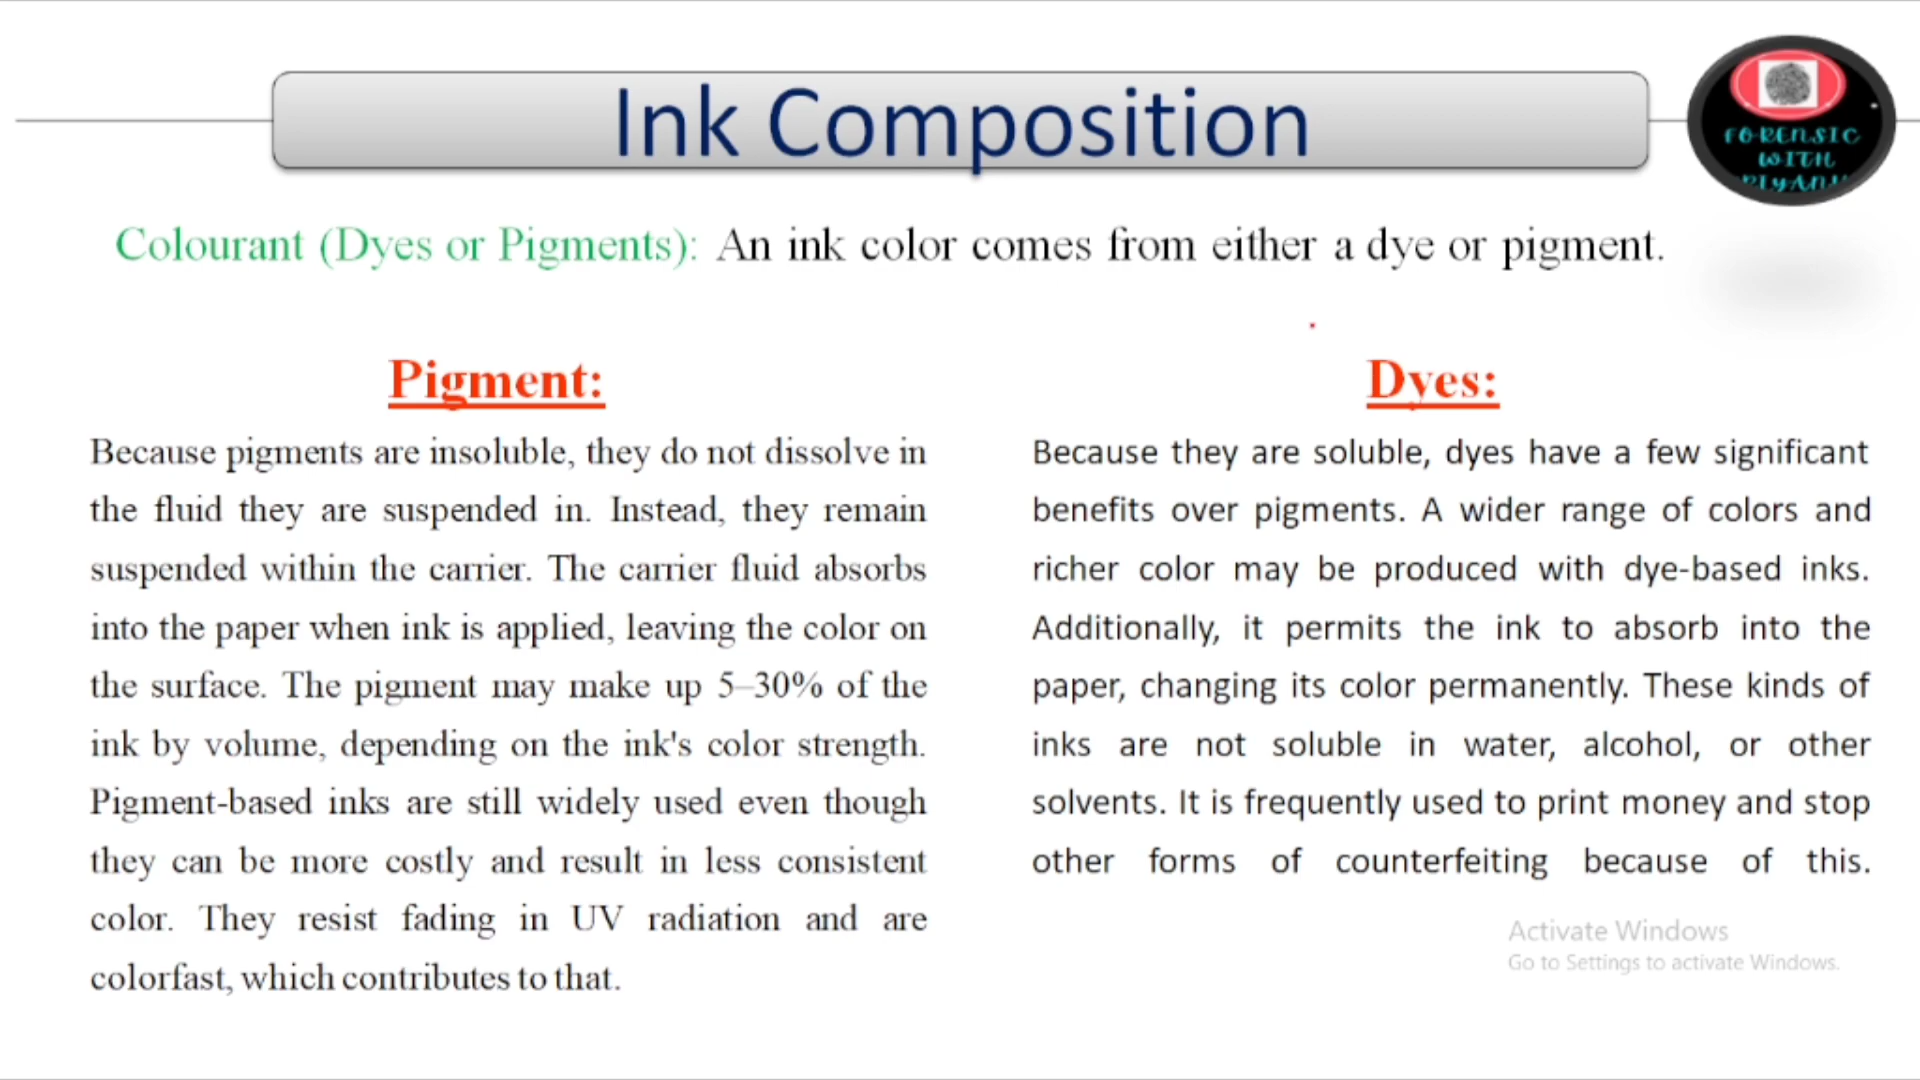 Ink Composition
FORENSIC
WITH
Colourant (Dyes or Pigments): An ink color comes from either a dye or pigment.
Pigment:
Because pigments are insoluble, they do not dissolve in
the fluid they are suspended in. Instead, they remain
suspended within the carrier. The carrier fluid absorbs
into the paper when ink is applied, leaving the color on
the surface. The pigment may make up 5–30% of the
ink by volume, depending on the ink's color strength.
Pigment-based inks are still widely used even though
they can be more costly and result in less consistent
color. They resist fading in UV radiation and are
colorfast, which contributes to that.
Dyes:
Because they are soluble, dyes have a few significant
benefits over pigments. A wider range of colors and
richer color may be produced with dye-based inks.
Additionally, it permits the ink to absorb into the
paper, changing its color permanently. These kinds of
inks are not soluble in water, alcohol, or other
solvents. It is frequently used to print money and stop
other forms of counterfeiting because of this.
Activate Windows
Go to Settings to activate Windows.